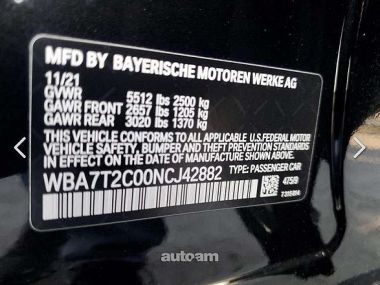 MFD BY BAYERISCHE MOTOREN WERKE AG
11/21
GVWR 5512 lbs 2500 kg
GAWR FRONT 2657 lbs 1205 kg
GAWR REAR 3020 lbs 1370 kg
THIS VEHICLE CONFORMS TO ALL APPLICABLE
U.S.FEDERAL MOTOR VEHICLE SAFETY,
BUMPER, AND THEFT PREVENTION STANDARDS
IN EFFECT ON THE DATE OF MANUFACTURE
SHOWN ABOVE.
WBA7T2C00NCJ42882
TYPE: PASSENGER CAR
475/9
autoam